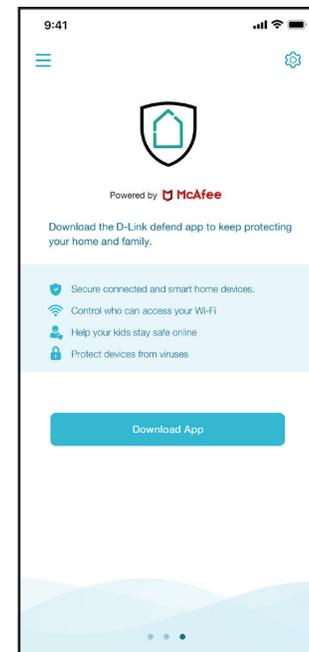 9:41
Powered by McAfee
Download the D-Link defend app to keep protecting
your home and family.
Secure connected and smart home devices.
Control who can access your Wi-Fi
Help your kids stay safe online
Protect devices from viruses
Download App